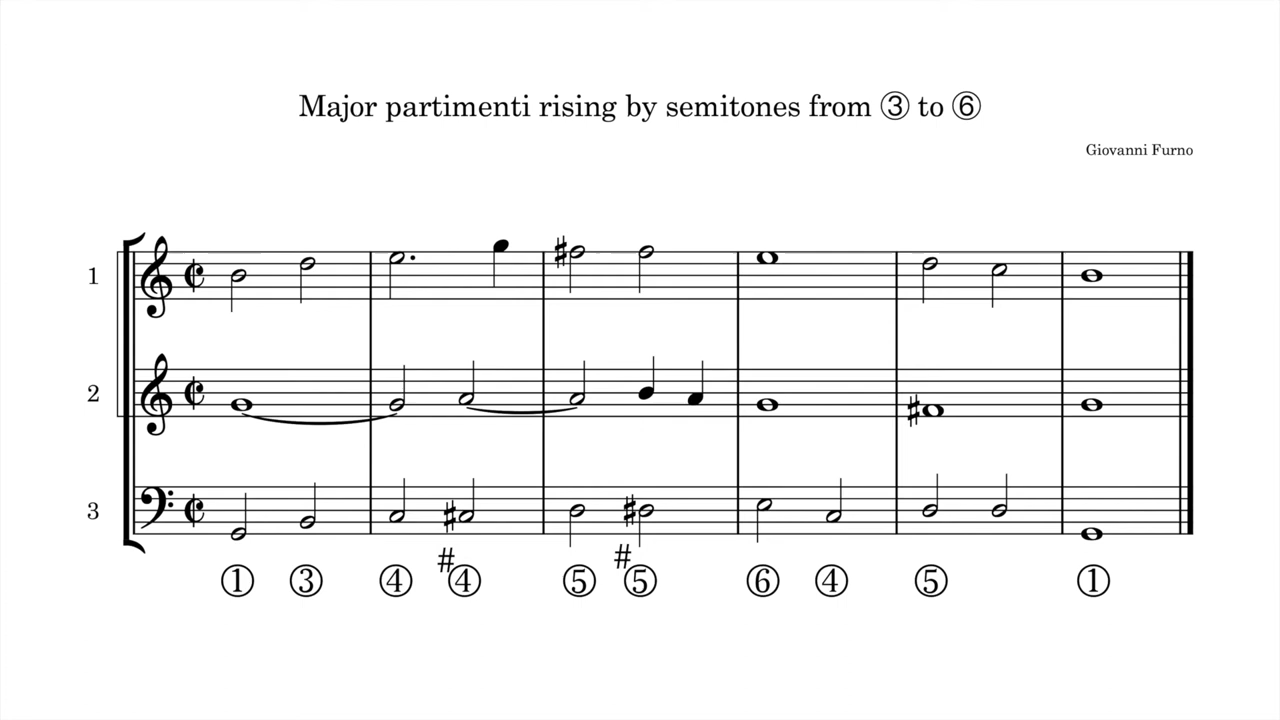 Major partimenti rising by semitones from ③ to ⑥
Giovanni Furno
1
2
3
① ③ ④ #④ ⑤ #⑤ ⑥ ④ ⑤ ①